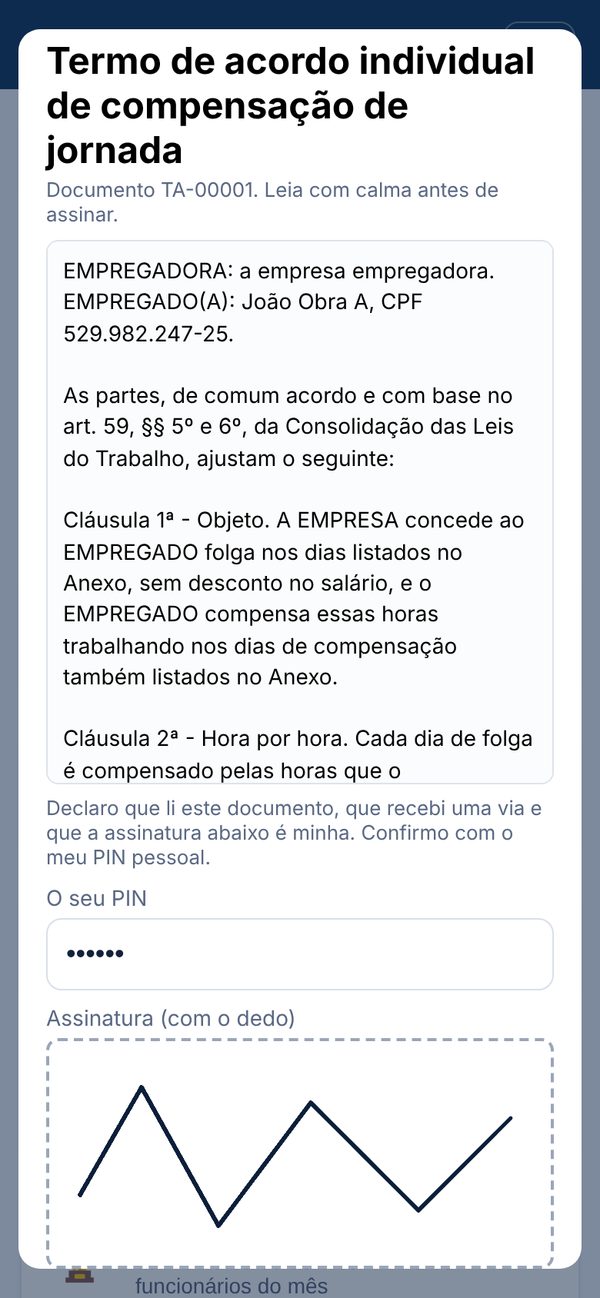 Termo de acordo individual
de compensação de
jornada
Documento TA-00001. Leia com calma antes de
assinar.
EMPREGADORA: a empresa empregadora.
EMPREGADO(A): João Obra A, CPF
529.982.247-25.
As partes, de comum acordo e com base no
art. 59, §§ 5º e 6º, da Consolidação das Leis
do Trabalho, ajustam o seguinte:
Cláusula 1ª - Objeto. A EMPRESA concede ao
EMPREGADO folga nos dias listados no
Anexo, sem desconto no salário, e o
EMPREGADO compensa essas horas
trabalhando nos dias de compensação
também listados no Anexo.
Cláusula 2ª - Hora por hora. Cada dia de folga
é compensado pelas horas que o
Declaro que li este documento, que recebi uma via e
que a assinatura abaixo é minha. Confirmo com o
meu PIN pessoal.
O seu PIN
••••••
Assinatura (com o dedo)
funcionários do mês